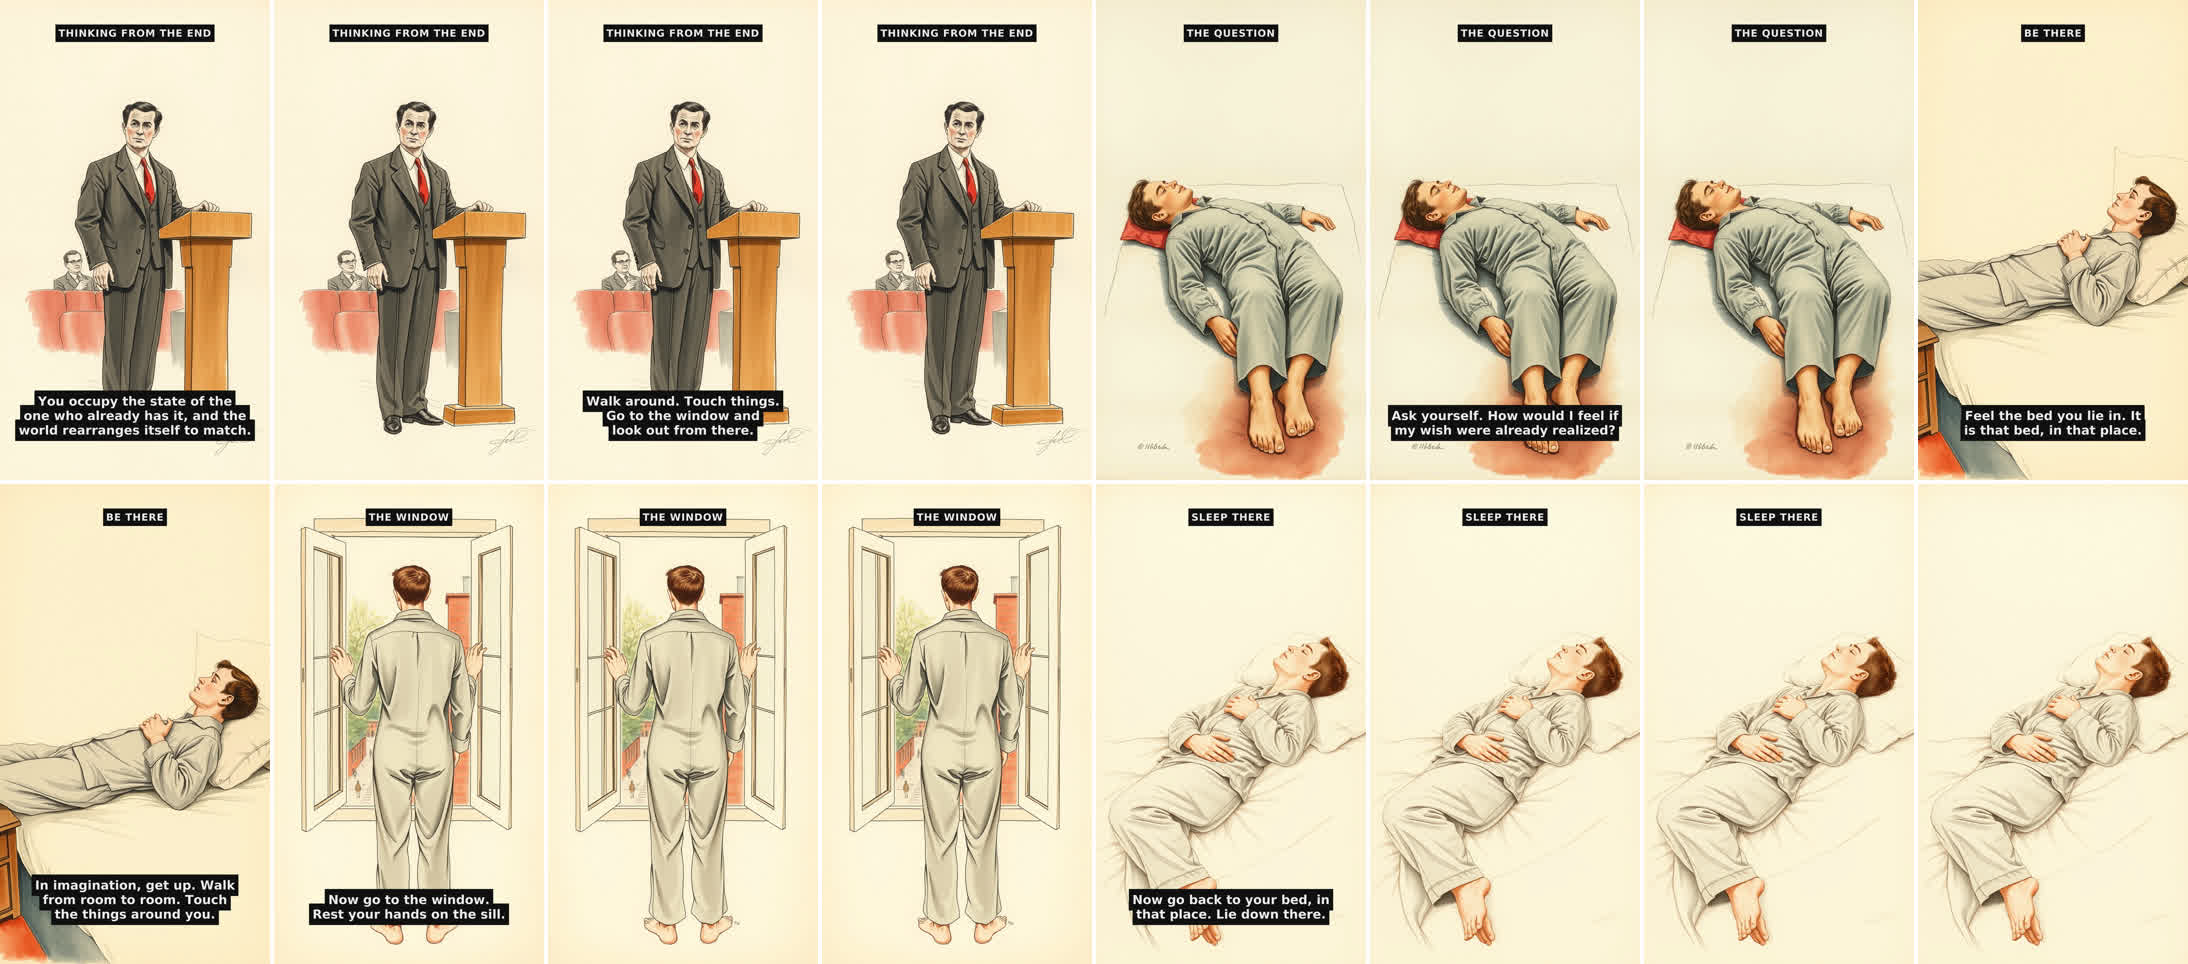 THINKING FROM THE END
You occupy the state of the
one who already has it, and the
world rearranges itself to match.
THINKING FROM THE END
THINKING FROM THE END
Walk around. Touch things.
Go to the window and
look out from there.
THINKING FROM THE END
THE QUESTION
THE QUESTION
Ask yourself. How would I feel if
my wish were already realized?
THE QUESTION
BE THERE
Feel the bed you lie in. It
is that bed, in that place.
BE THERE
In imagination, get up. Walk
from room to room. Touch
the things around you.
THE WINDOW
Now go to the window.
Rest your hands on the sill.
THE WINDOW
THE WINDOW
SLEEP THERE
Now go back to your bed, in
that place. Lie down there.
SLEEP THERE
SLEEP THERE